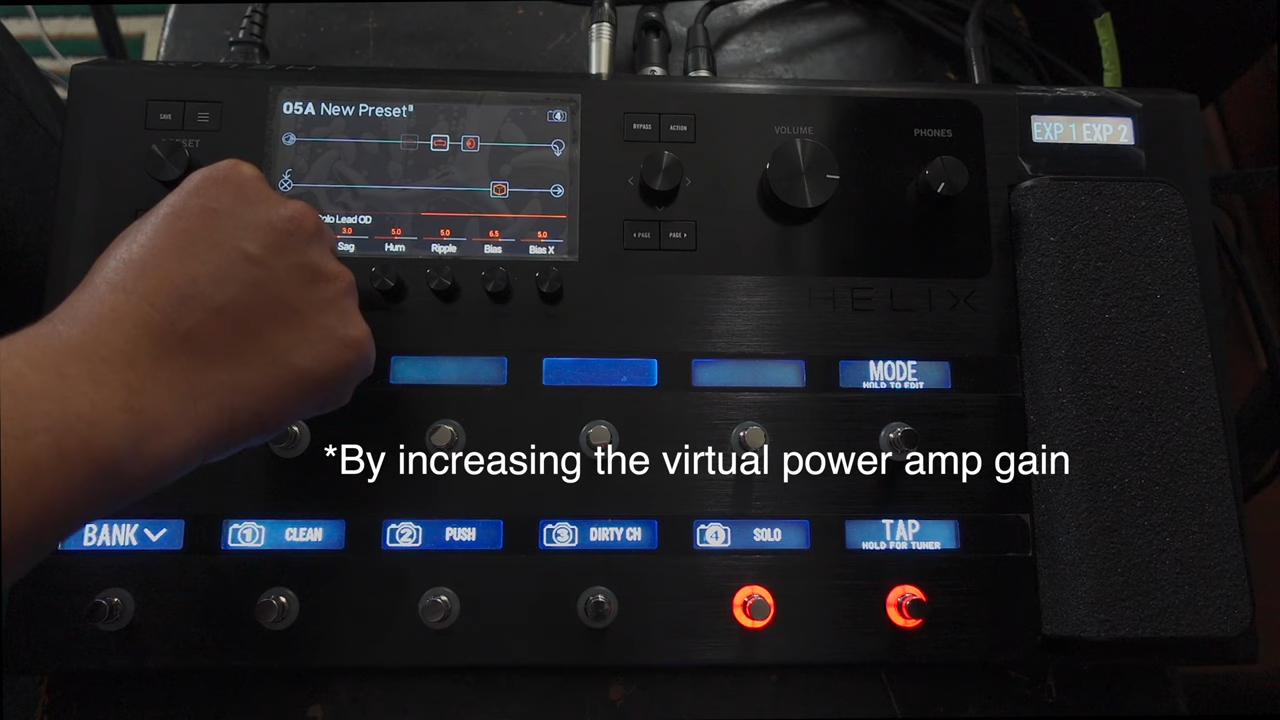 05A New Preset
4
EXP 1 EXP 2
SAVE
BYPASS
ACTION
VOLUME
PHONES
olo Lead OD
3.0 5.0 5.0 6.5 5.0
Sag Hum Ripple Bias Bias X
PAGE
PAGE
HELIX
MODE
HOLD TO EDIT
*By increasing the virtual power amp gain
BANK
1 CLEAN
2 PUSH
3 DIRTY CH
4 SOLO
TAP
HOLD FOR TUNER